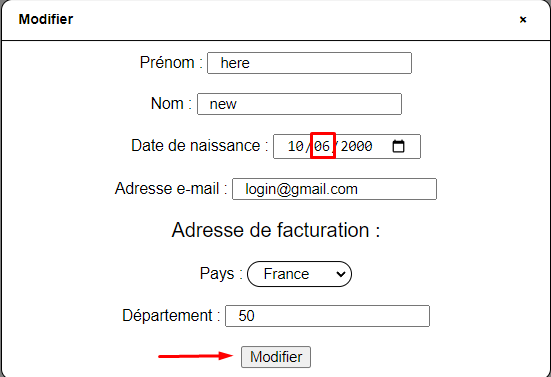 Modifier ×
Prénom : here
Nom : new
Date de naissance : 10/06/2000
Adresse e-mail : login@gmail.com
Adresse de facturation :
Pays : France
Département : 50
Modifier